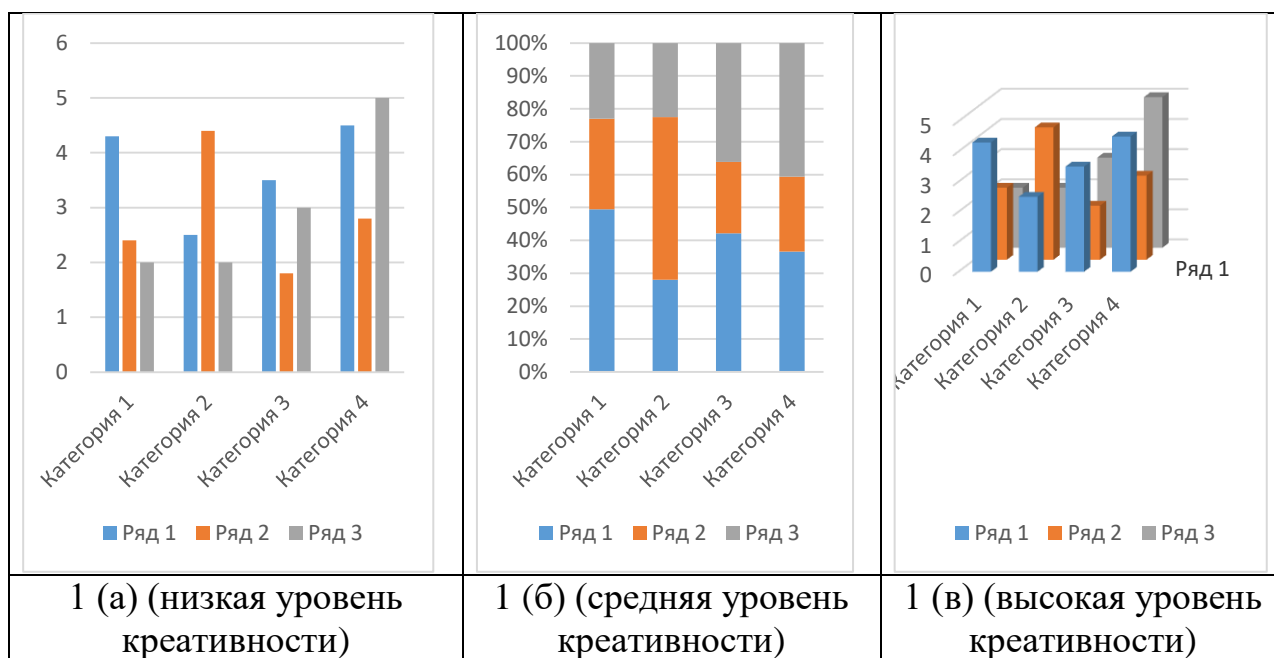 6
5
4
3
2
1
0
Категория 1
Категория 2
Категория 3
Категория 4
Ряд 1 Ряд 2 Ряд 3
100%
90%
80%
70%
60%
50%
40%
30%
20%
10%
0%
Категория 1
Категория 2
Категория 3
Категория 4
Ряд 1 Ряд 2 Ряд 3
5
4
3
2
1
0
Ряд 1
Категория 1
Категория 2
Категория 3
Категория 4
Ряд 1 Ряд 2 Ряд 3
1 (а) (низкая уровень
креативности)
1 (б) (средняя уровень
креативности)
1 (в) (высокая уровень
креативности)